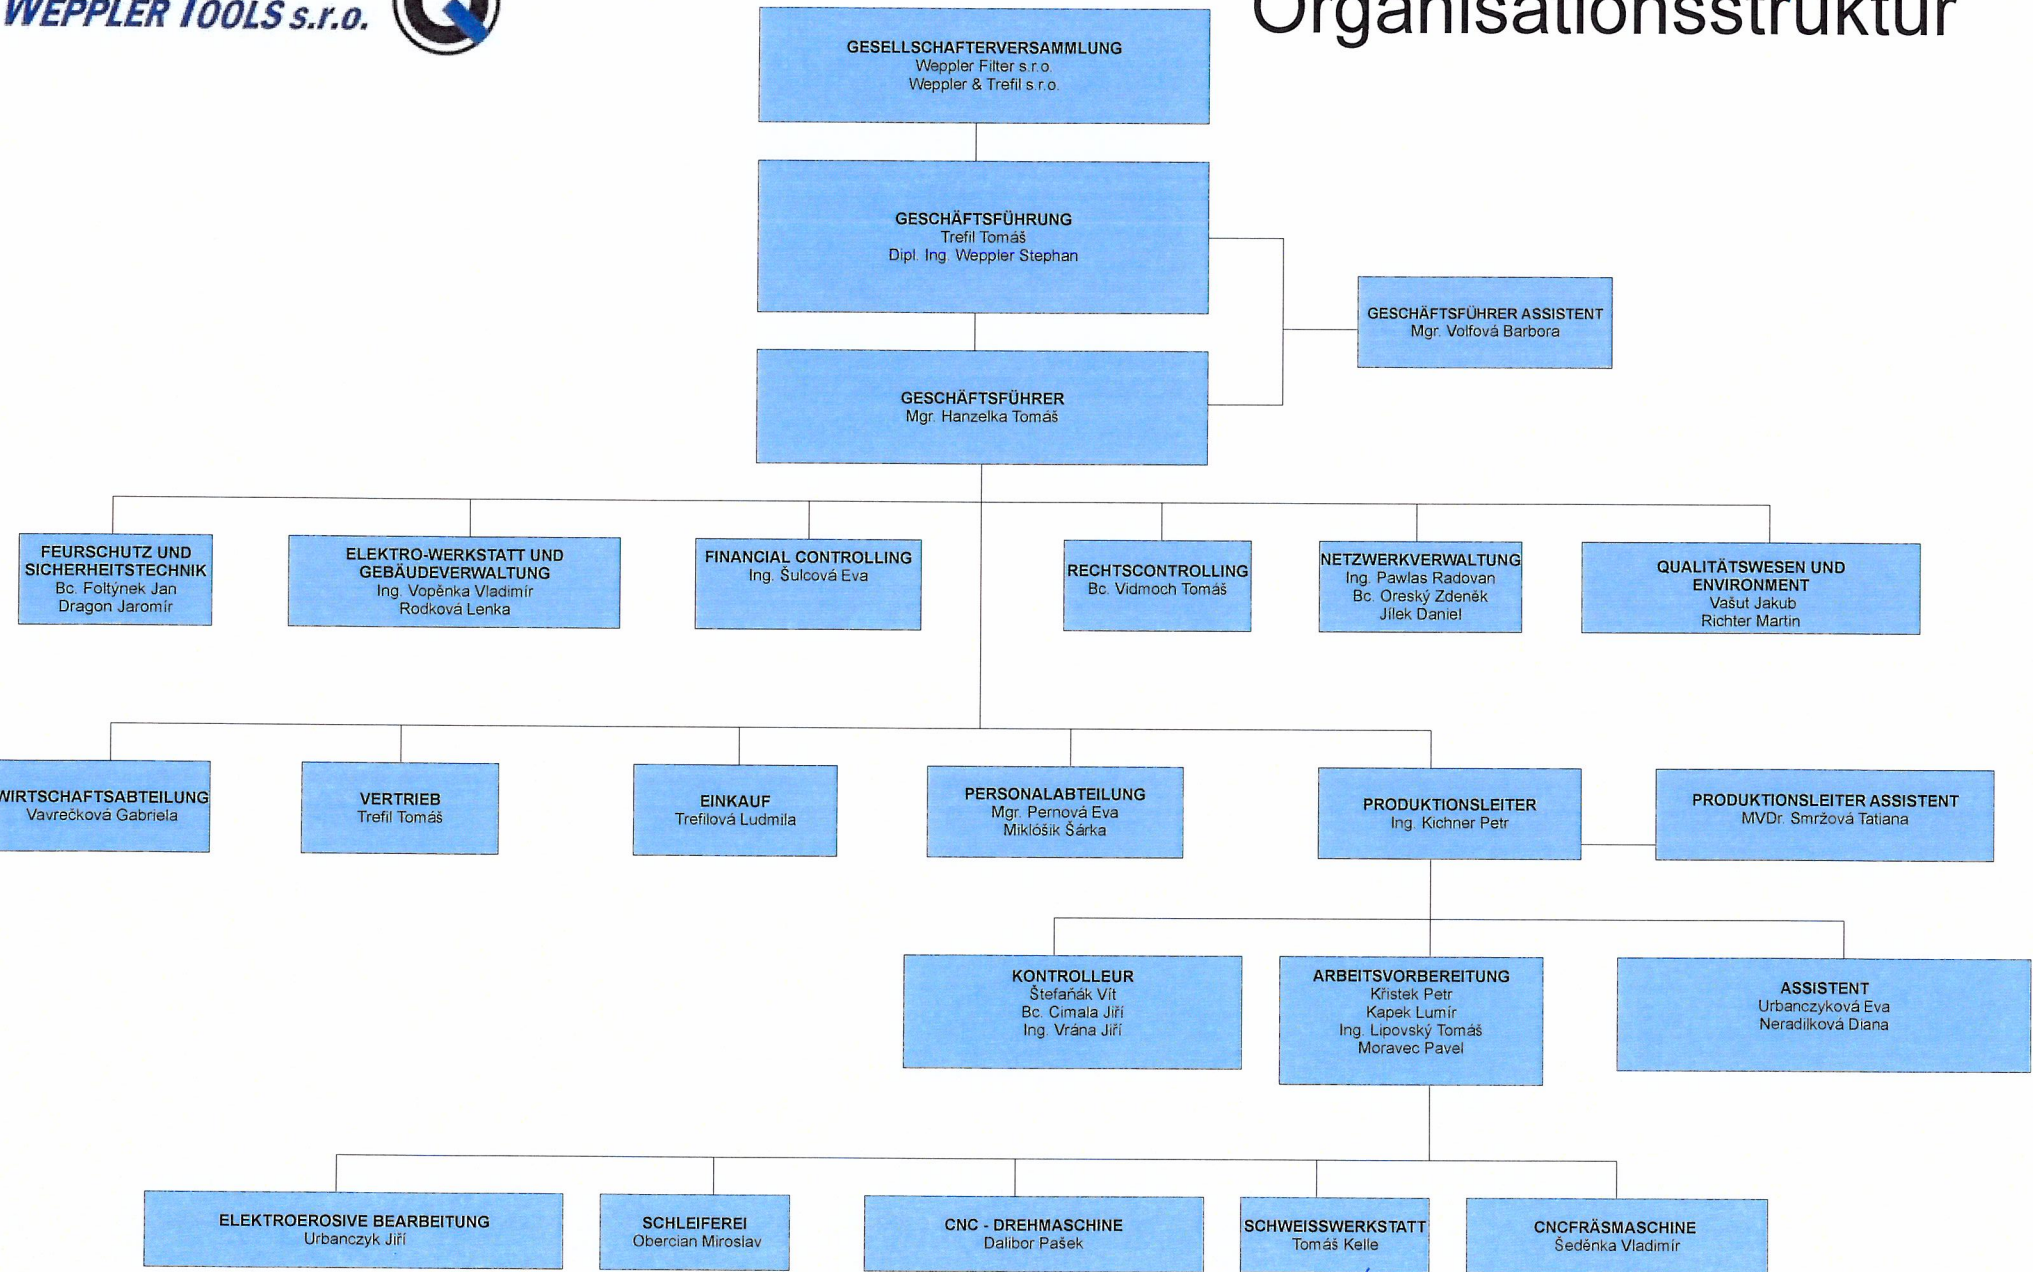 WEPPLER TOOLS s.r.o.
Organisationsstruktur
GESELLSCHAFTERVERSAMMLUNG
Weppler Filter s.r.o.
Weppler & Trefil s.r.o.
GESCHÄFTSFÜHRUNG
Trefil Tomáš
Dipl. Ing. Weppler Stephan
GESCHÄFTSFÜHRER ASSISTENT
Mgr. Volfová Barbora
GESCHÄFTSFÜHRER
Mgr. Hanzelka Tomáš
FEURSCHUTZ UND
SICHERHEITSTECHNIK
Bc. Foltýnek Jan
Dragon Jaromír
ELEKTRO-WERKSTATT UND
GEBÄUDEVERWALTUNG
Ing. Vopěnka Vladimír
Rodková Lenka
FINANCIAL CONTROLLING
Ing. Šulcová Eva
RECHTSCONTROLLING
Bc. Vidmoch Tomáš
NETZWERKVERWALTUNG
Ing. Pawlas Radovan
Bc. Oreský Zdeněk
Jílek Daniel
QUALITÄTSWESEN UND
ENVIRONMENT
Vašut Jakub
Richter Martin
WIRTSCHAFTSABTEILUNG
Vavrečková Gabriela
VERTRIEB
Trefil Tomáš
EINKAUF
Trefilová Ludmila
PERSONALABTEILUNG
Mgr. Pernová Eva
Miklóšik Šárka
PRODUKTIONSLEITER
Ing. Kichner Petr
PRODUKTIONSLEITER ASSISTENT
MVDr. Smržová Tatiana
KONTROLLEUR
Štefaňák Vít
Bc. Cimala Jiří
Ing. Vrána Jiří
ARBEITSVORBEREITUNG
Křistek Petr
Kapek Lumír
Ing. Lipovský Tomáš
Moravec Pavel
ASSISTENT
Urbanczyková Eva
Neradilková Diana
ELEKTROEROSIVE BEARBEITUNG
Urbanczyk Jiří
SCHLEIFEREI
Obercian Miroslav
CNC - DREHMASCHINE
Dalibor Pašek
SCHWEISSWERKSTATT
Tomáš Kelle
CNCFRÄSMASCHINE
Šeděnka Vladimír